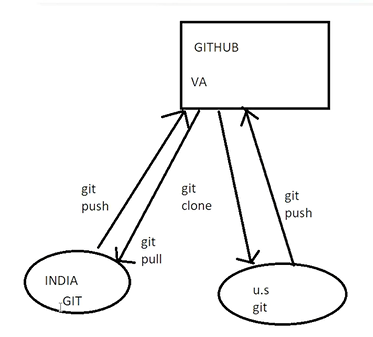 GITHUB
VA
git
push
git
clone
git
push
git
pull
INDIA
GIT
u.s
git